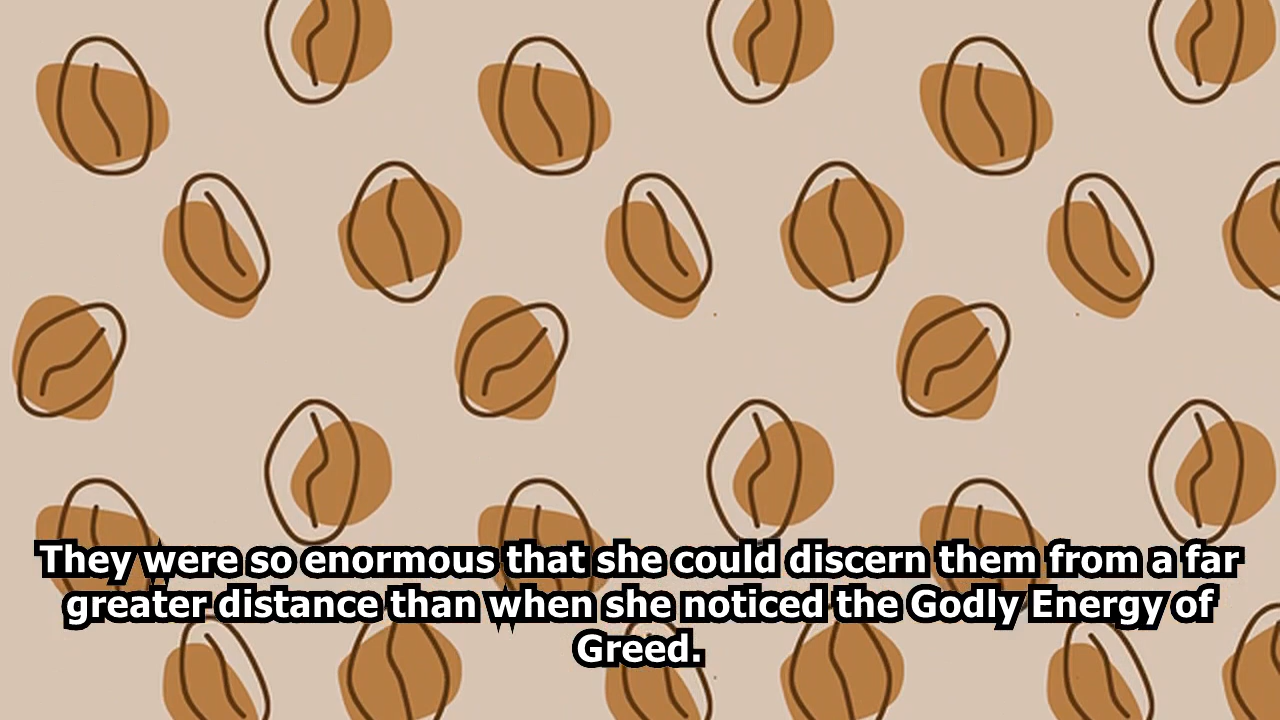 They were so enormous that she could discern them from a far
greater distance than when she noticed the Godly Energy of
Greed.